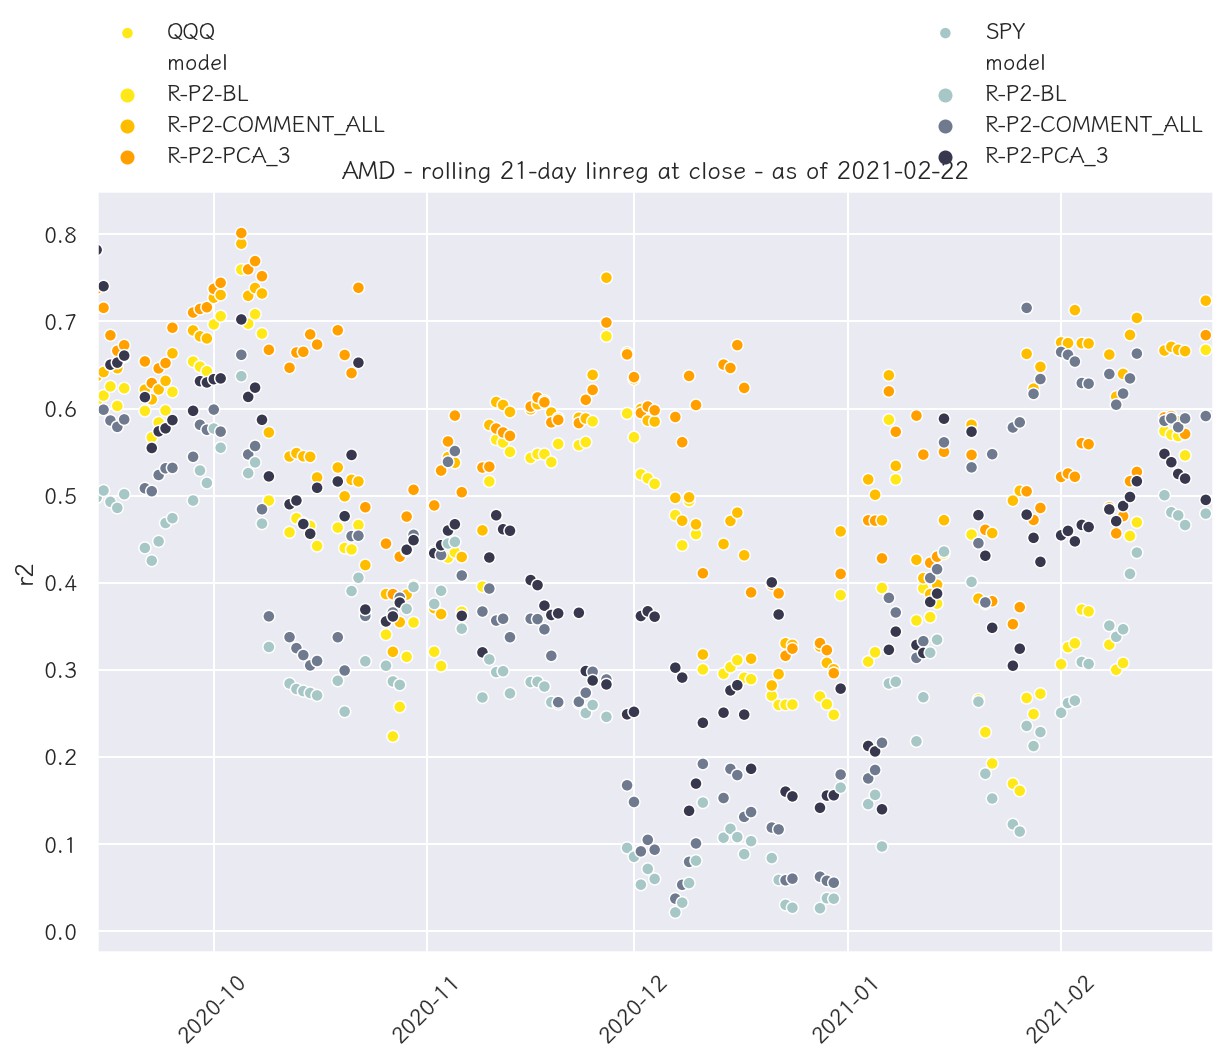 QQQ
model
R-P2-BL
R-P2-COMMENT_ALL
R-P2-PCA_3
SPY
model
R-P2-BL
R-P2-COMMENT_ALL
R-P2-PCA_3
AMD - rolling 21-day linreg at close - as of 2021-02-22
r2
0.8
0.7
0.6
0.5
0.4
0.3
0.2
0.1
0.0
2020-10
2020-11
2020-12
2021-01
2021-02